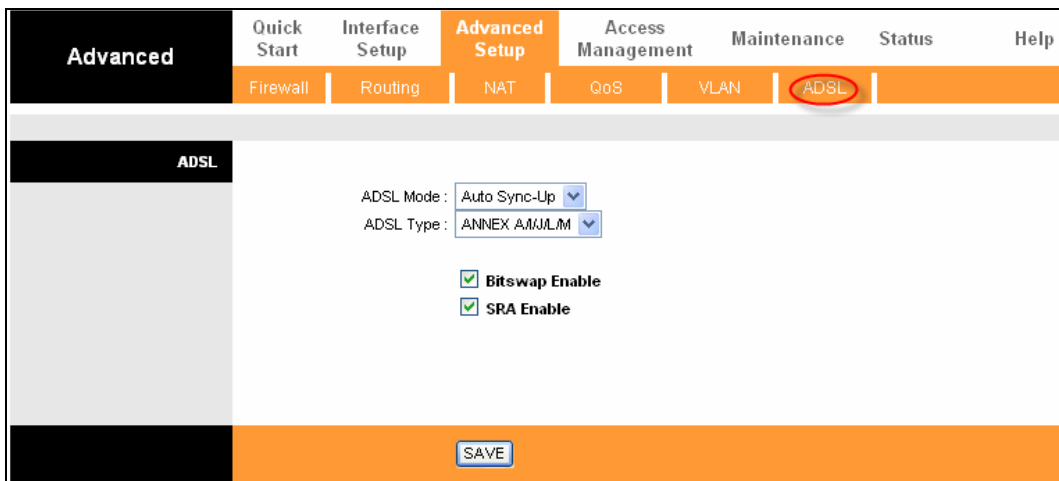 Advanced
Quick Start
Interface Setup
Advanced Setup
Access Management
Maintenance
Status
Help
Firewall
Routing
NAT
QoS
VLAN
ADSL
ADSL
ADSL Mode : Auto Sync-Up
ADSL Type : ANNEX A/I/J/L/M
Bitswap Enable
SRA Enable
SAVE